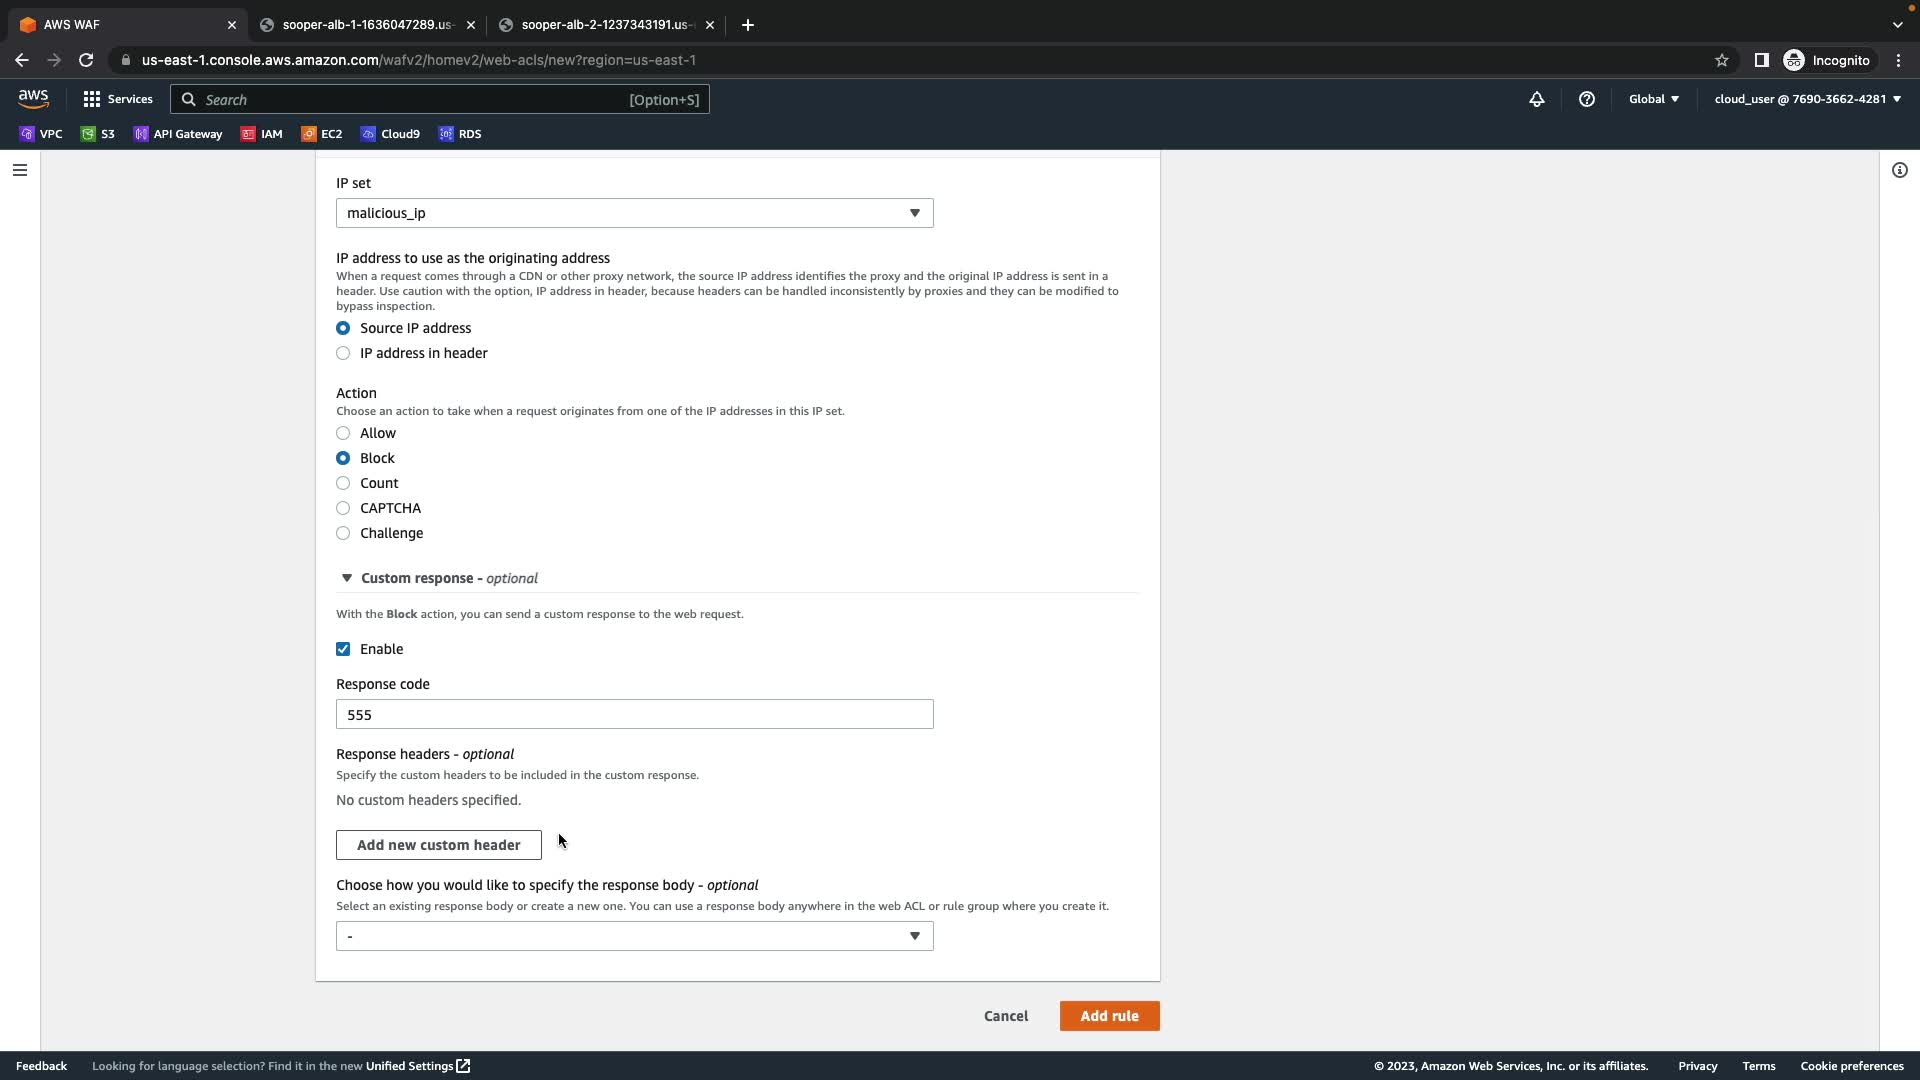 AWS WAF
sooper-alb-1-1636047289.us-
sooper-alb-2-1237343191.us-
us-east-1.console.aws.amazon.com/wafv2/homev2/web-acls/new?region=us-east-1
Incognito
aws
Services
Search
[Option+S]
Global
cloud_user @ 7690-3662-4281
VPC
S3
API Gateway
IAM
EC2
Cloud9
RDS
IP set
malicious_ip
IP address to use as the originating address
When a request comes through a CDN or other proxy network, the source IP address identifies the proxy and the original IP address is sent in a
header. Use caution with the option, IP address in header, because headers can be handled inconsistently by proxies and they can be modified to
bypass inspection.
Source IP address
IP address in header
Action
Choose an action to take when a request originates from one of the IP addresses in this IP set.
Allow
Block
Count
CAPTCHA
Challenge
Custom response - optional
With the Block action, you can send a custom response to the web request.
Enable
Response code
555
Response headers - optional
Specify the custom headers to be included in the custom response.
No custom headers specified.
Add new custom header
Choose how you would like to specify the response body - optional
Select an existing response body or create a new one. You can use a response body anywhere in the web ACL or rule group where you create it.
-
Cancel
Add rule
Feedback
Looking for language selection? Find it in the new Unified Settings
© 2023, Amazon Web Services, Inc. or its affiliates.
Privacy
Terms
Cookie preferences